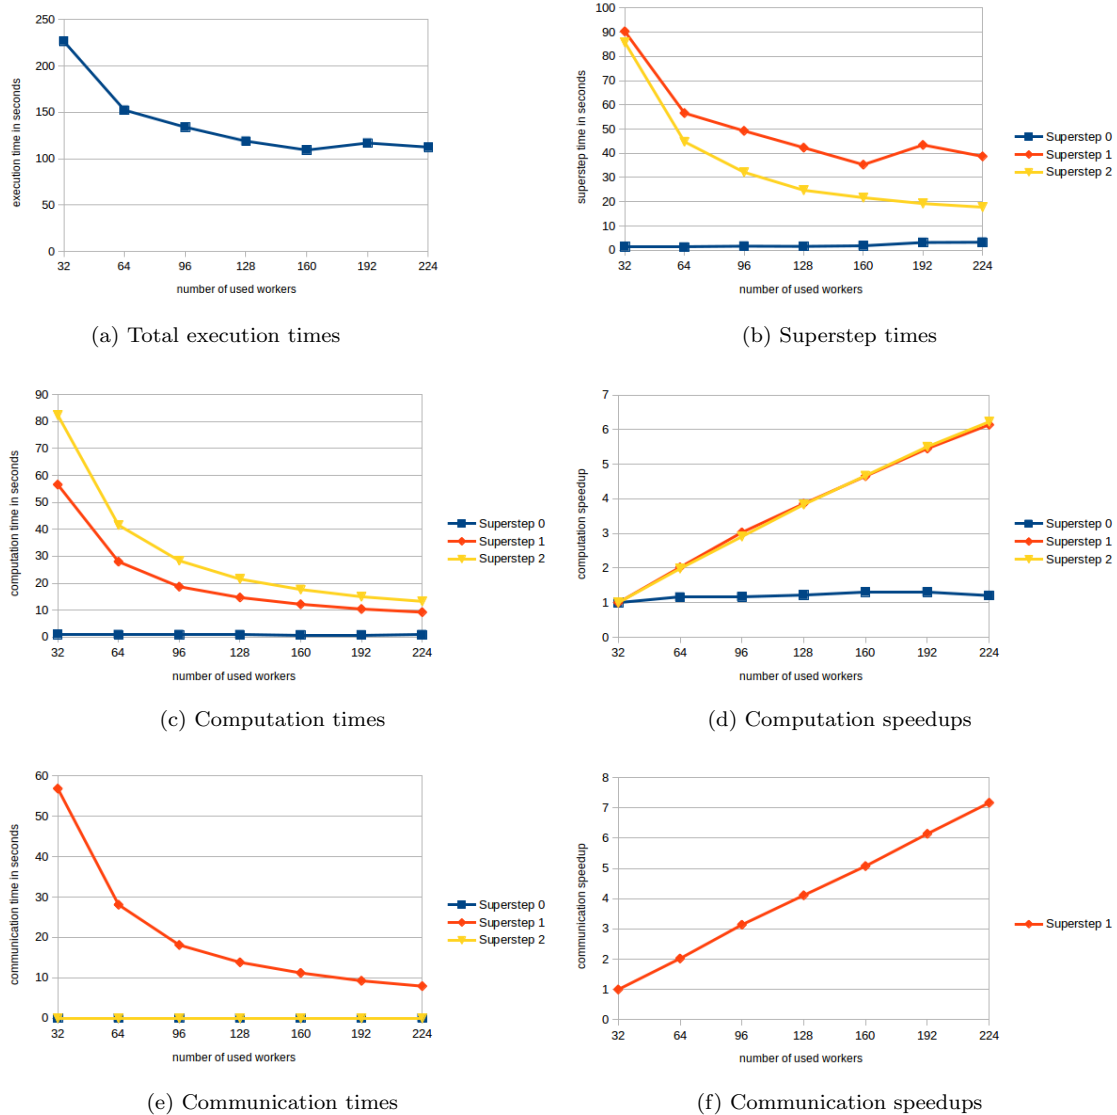 250
200
150
100
50
0
execution time in seconds
32 64 96 128 160 192 224
number of used workers
(a) Total execution times
100
90
80
70
60
50
40
30
20
10
0
superstep time in seconds
32 64 96 128 160 192 224
number of used workers
Superstep 0
Superstep 1
Superstep 2
(b) Superstep times
90
80
70
60
50
40
30
20
10
0
computation time in seconds
32 64 96 128 160 192 224
number of used workers
Superstep 0
Superstep 1
Superstep 2
(c) Computation times
7
6
5
4
3
2
1
0
computation speedup
32 64 96 128 160 192 224
number of used workers
Superstep 0
Superstep 1
Superstep 2
(d) Computation speedups
60
50
40
30
20
10
0
communication time in seconds
32 64 96 128 160 192 224
number of used workers
Superstep 0
Superstep 1
Superstep 2
(e) Communication times
8
7
6
5
4
3
2
1
0
communication speedup
32 64 96 128 160 192 224
number of used workers
Superstep 1
(f) Communication speedups